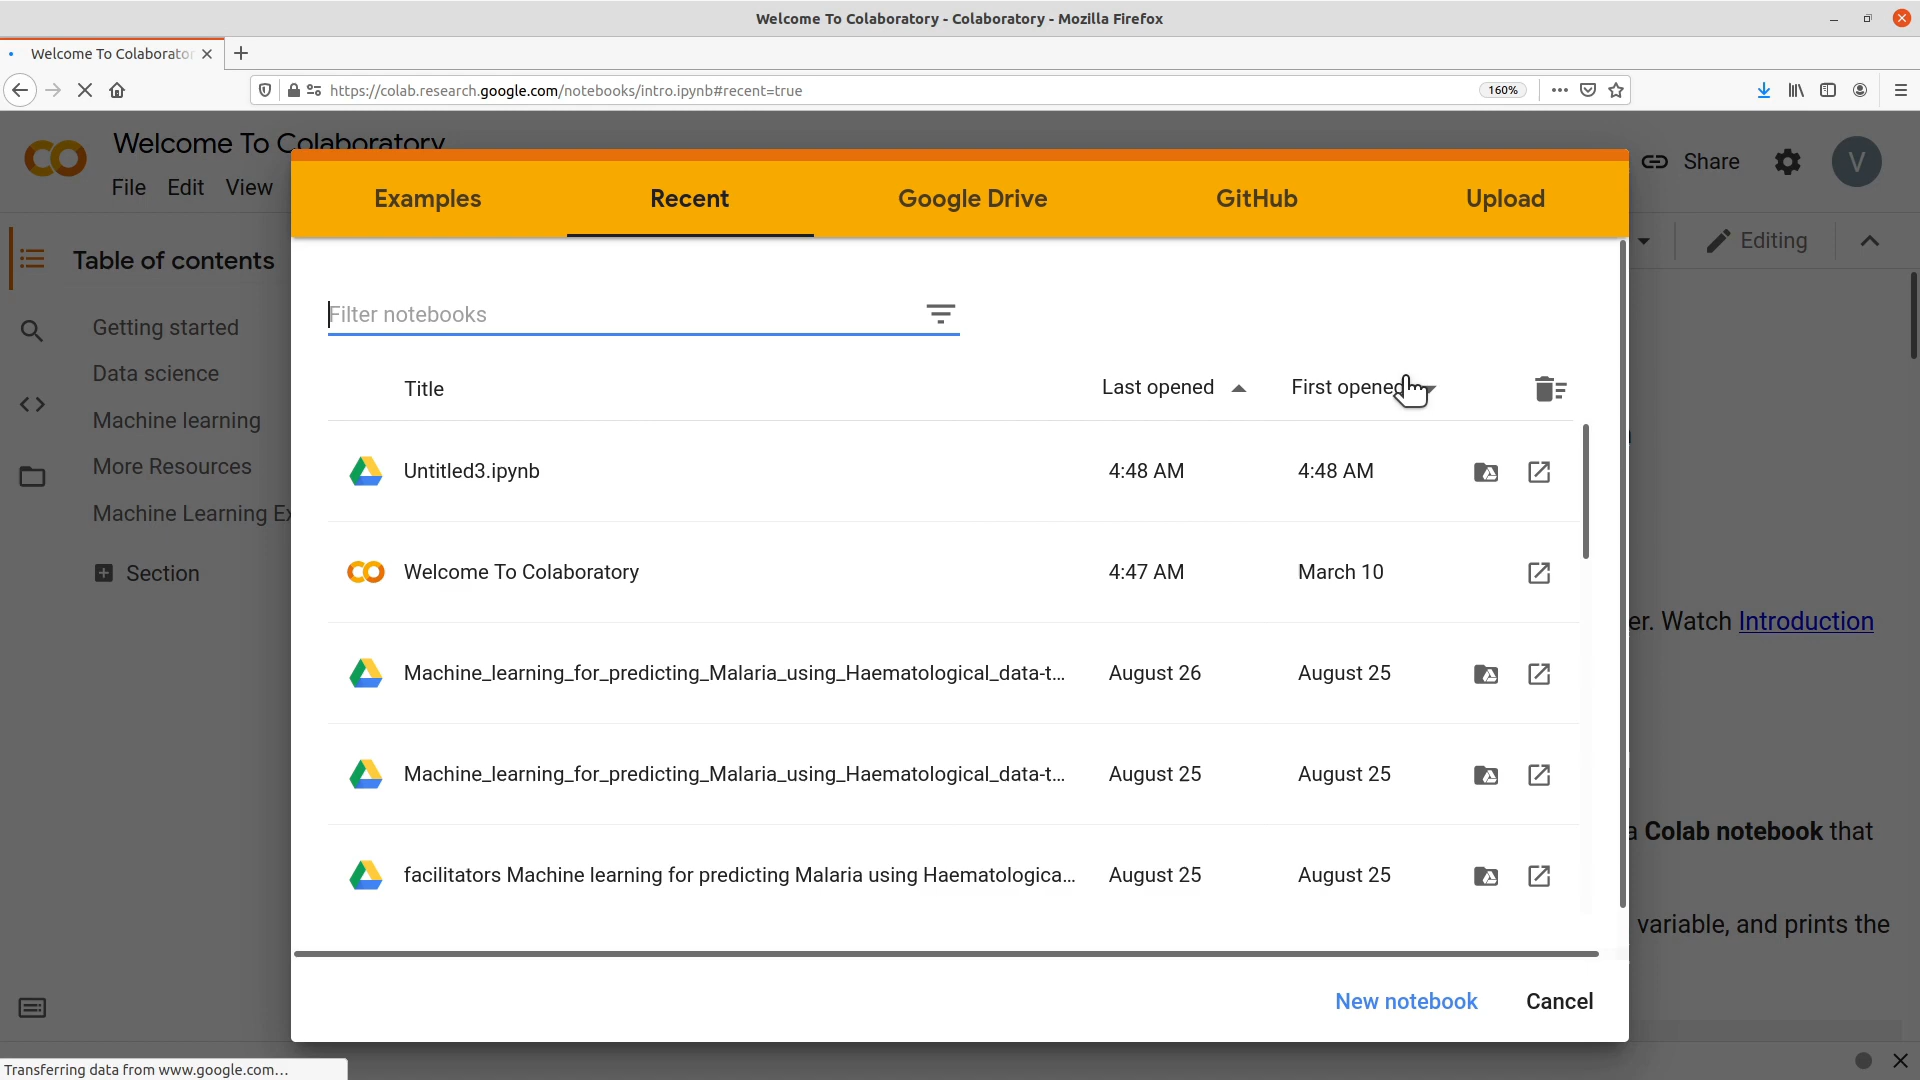 Welcome To Colaboratory - Colaboratory - Mozilla Firefox
Welcome To Colaborator
https://colab.research.google.com/notebooks/intro.ipynb#recent=true
160%
Welcome To Colaboratory
File Edit View
Share
V
Examples
Recent
Google Drive
GitHub
Upload
Table of contents
Editing
Getting started
Data science
Machine learning
More Resources
Machine Learning Ex
Section
Filter notebooks
Title Last opened First opened
Untitled3.ipynb 4:48 AM 4:48 AM
Welcome To Colaboratory 4:47 AM March 10
Machine_learning_for_predicting_Malaria_using_Haematological_data-t... August 26 August 25
Machine_learning_for_predicting_Malaria_using_Haematological_data-t... August 25 August 25
facilitators Machine learning for predicting Malaria using Haematologica... August 25 August 25
er. Watch Introduction
a Colab notebook that
variable, and prints the
New notebook
Cancel
Transferring data from www.google.com...